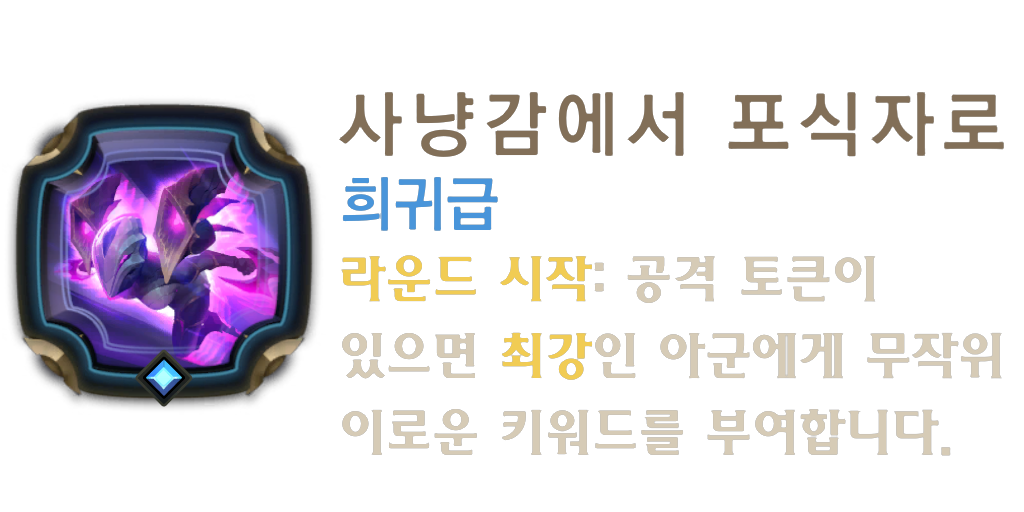 사냥감에서 포식자로
희귀급
라운드 시작: 공격 토큰이
있으면 최강인 아군에게 무작위
이로운 키워드를 부여합니다.